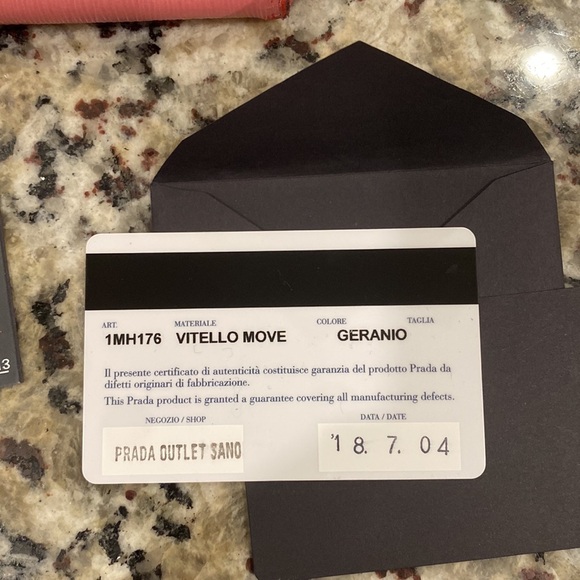 ART. MATERIALE COLORE TAGLIA
1MH176 VITELLO MOVE GERANIO
Il presente certificato di autenticità costituisce garanzia del prodotto Prada da
difetti originari di fabbricazione.
This Prada product is granted a guarantee covering all manufacturing defects.
NEGOZIO / SHOP DATA / DATE
PRADA OUTLET SANO '18. 7. 04